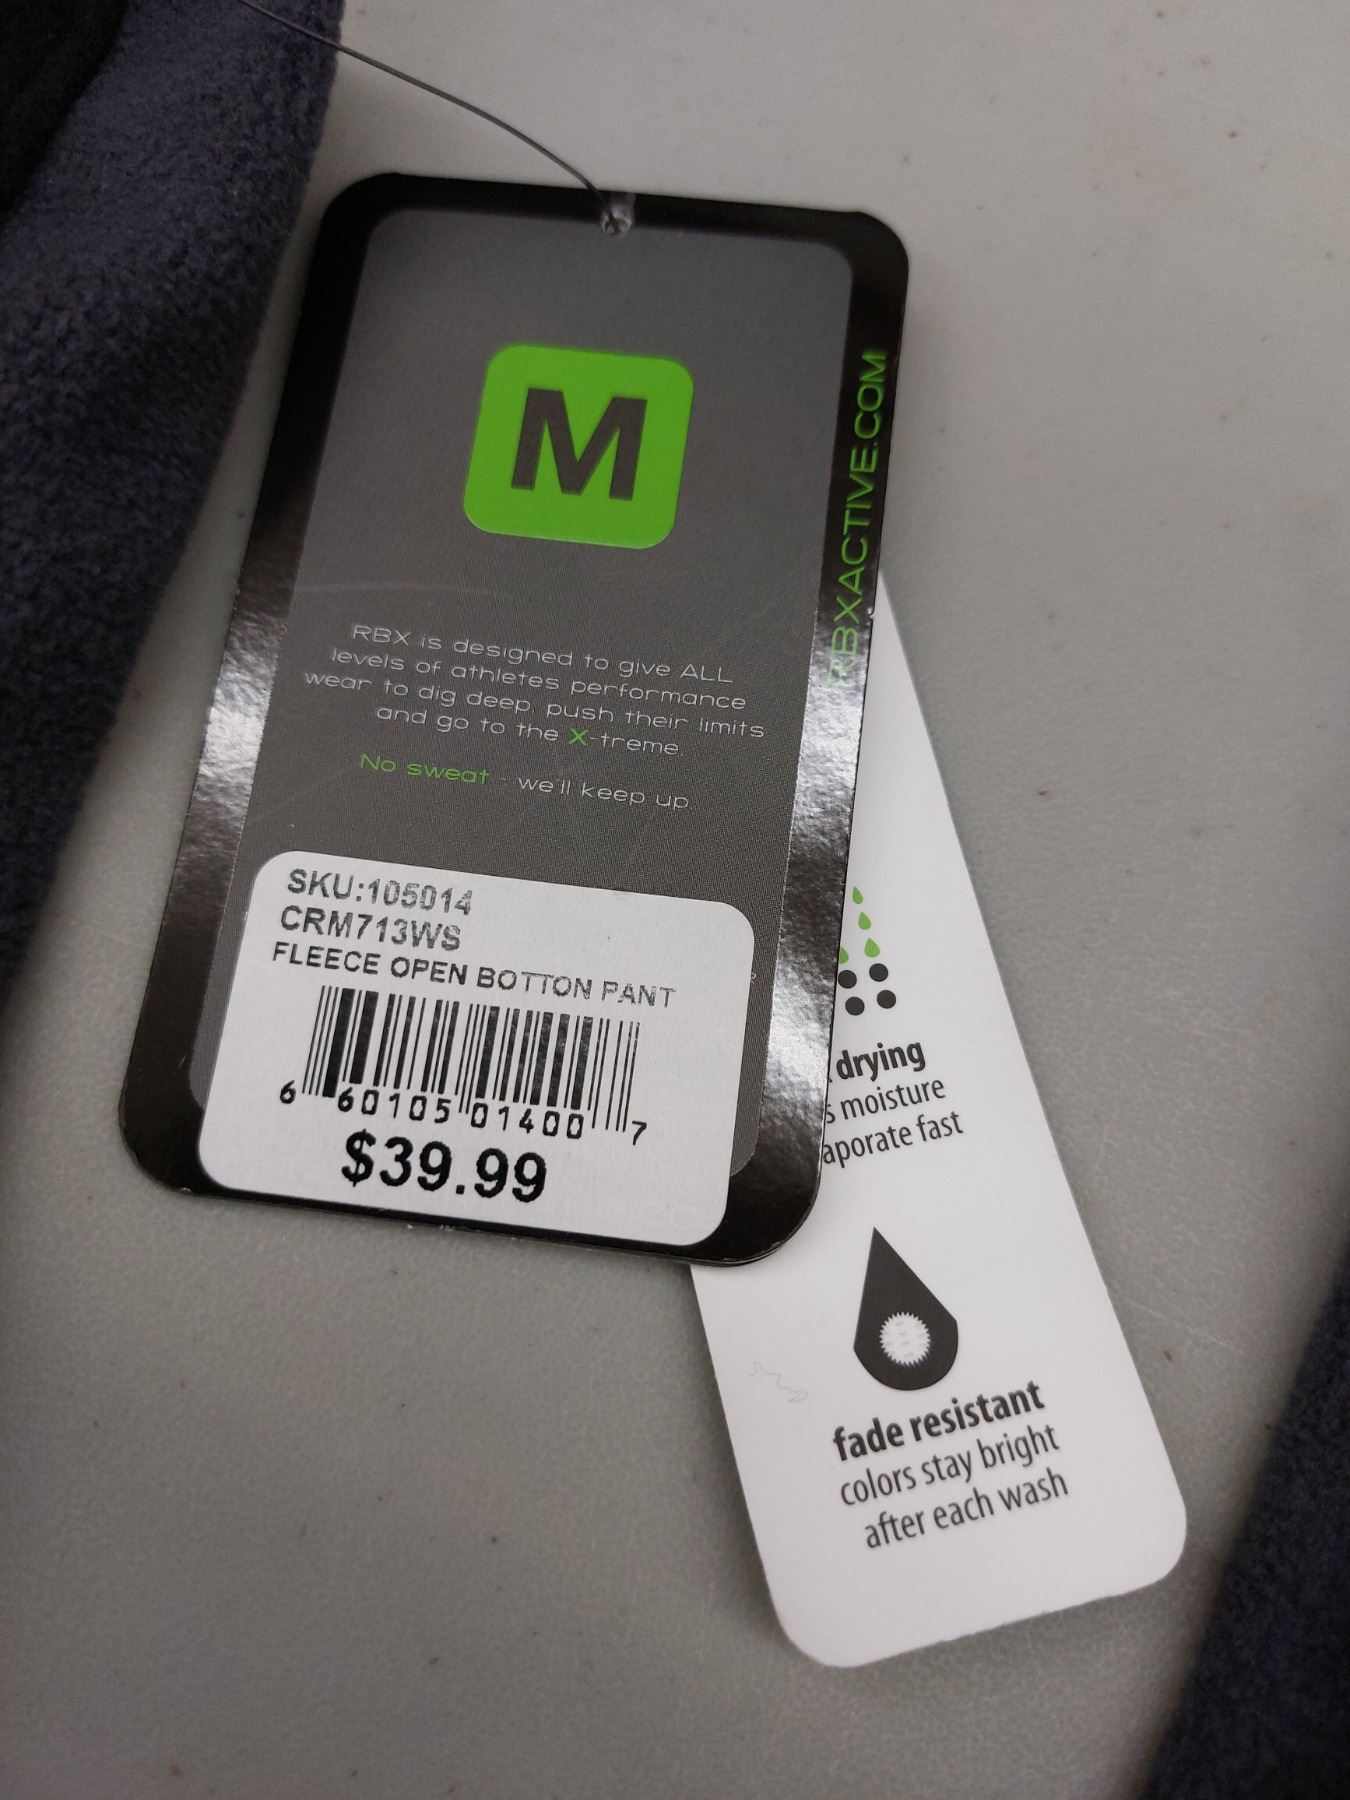 M
RBXACTIVE.COM
RBX is designed to give ALL
levels of athletes performance
wear to dig deep, push their limits
and go to the X-treme.
No sweat - we'll keep up.
SKU:105014
CRM713WS
FLEECE OPEN BOTTON PANT
6 60105 01400 7
$39.99
drying
s moisture
aporate fast
fade resistant
colors stay bright
after each wash